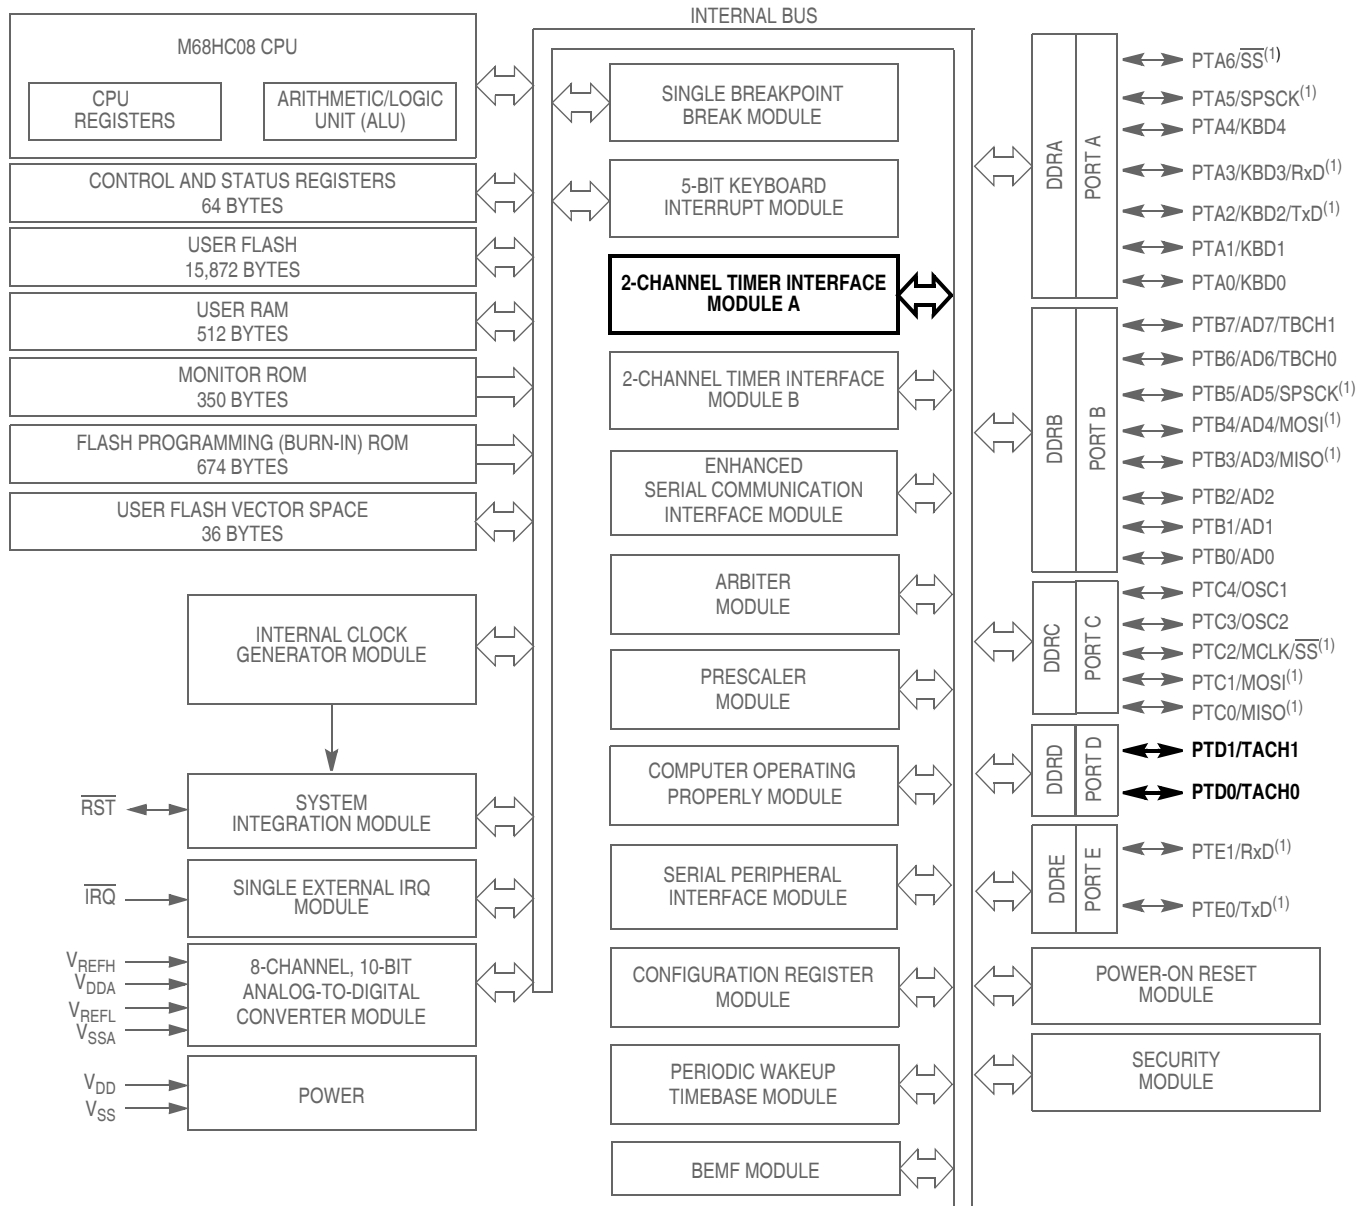 INTERNAL BUS
M68HC08 CPU
CPU
REGISTERS
ARITHMETIC/LOGIC
UNIT (ALU)
CONTROL AND STATUS REGISTERS
64 BYTES
USER FLASH
15,872 BYTES
USER RAM
512 BYTES
MONITOR ROM
350 BYTES
FLASH PROGRAMMING (BURN-IN) ROM
674 BYTES
USER FLASH VECTOR SPACE
36 BYTES
INTERNAL CLOCK
GENERATOR MODULE
RST
SYSTEM
INTEGRATION MODULE
IRQ
SINGLE EXTERNAL IRQ
MODULE
VREFH
VDDA
VREFL
VSSA
8-CHANNEL, 10-BIT
ANALOG-TO-DIGITAL
CONVERTER MODULE
VDD
VSS
POWER
SINGLE BREAKPOINT
BREAK MODULE
5-BIT KEYBOARD
INTERRUPT MODULE
2-CHANNEL TIMER INTERFACE
MODULE A
2-CHANNEL TIMER INTERFACE
MODULE B
ENHANCED
SERIAL COMMUNICATION
INTERFACE MODULE
ARBITER
MODULE
PRESCALER
MODULE
COMPUTER OPERATING
PROPERLY MODULE
SERIAL PERIPHERAL
INTERFACE MODULE
CONFIGURATION REGISTER
MODULE
PERIODIC WAKEUP
TIMEBASE MODULE
BEMF MODULE
DDRA
PORT A
PTA6/SS(1)
PTA5/SPSCK(1)
PTA4/KBD4
PTA3/KBD3/RxD(1)
PTA2/KBD2/TxD(1)
PTA1/KBD1
PTA0/KBD0
DDRB
PORT B
PTB7/AD7/TBCH1
PTB6/AD6/TBCH0
PTB5/AD5/SPSCK(1)
PTB4/AD4/MOSI(1)
PTB3/AD3/MISO(1)
PTB2/AD2
PTB1/AD1
PTB0/AD0
DDRC
PORT C
PTC4/OSC1
PTC3/OSC2
PTC2/MCLK/SS(1)
PTC1/MOSI(1)
PTC0/MISO(1)
DDRD
PORT D
PTD1/TACH1
PTD0/TACH0
DDRE
PORT E
PTE1/RxD(1)
PTE0/TxD(1)
POWER-ON RESET
MODULE
SECURITY
MODULE